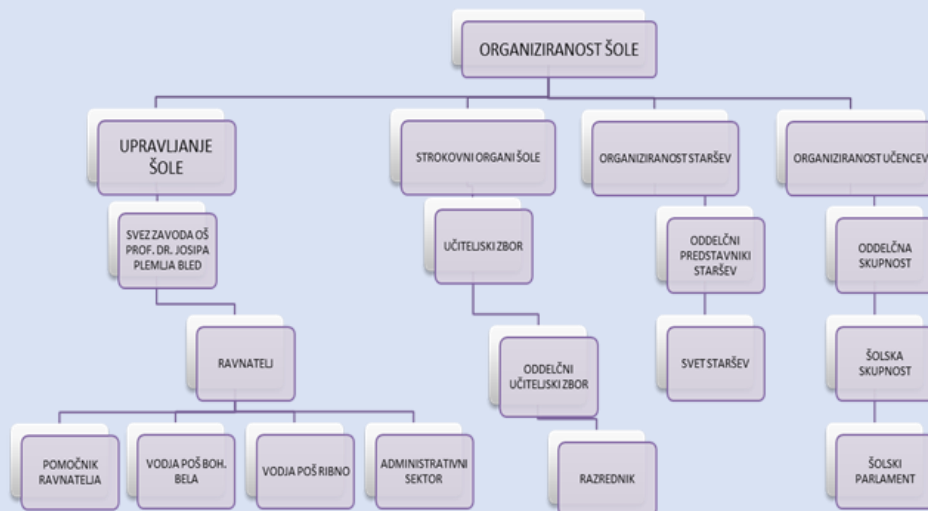 ORGANIZIRANOST ŠOLE
UPRAVLJANJE
ŠOLE
STROKOVNI ORGANI ŠOLE
ORGANIZIRANOST STARŠEV
ORGANIZIRANOST UČENCEV
SVEZ ZAVODA OŠ
PROF. DR. JOSIPA
PLEMLJA BLED
UČITELJSKI ZBOR
ODDELČNI
PREDSTAVNIKI
STARŠEV
ODDELČNA
SKUPNOST
RAVNATELJ
ODDELČNI
UČITELJSKI ZBOR
SVET STARŠEV
ŠOLSKA
SKUPNOST
POMOČNIK
RAVNATELJA
VODJA POŠ BOH.
BELA
VODJA POŠ RIBNO
ADMINISTRATIVNI
SEKTOR
RAZREDNIK
ŠOLSKI
PARLAMENT